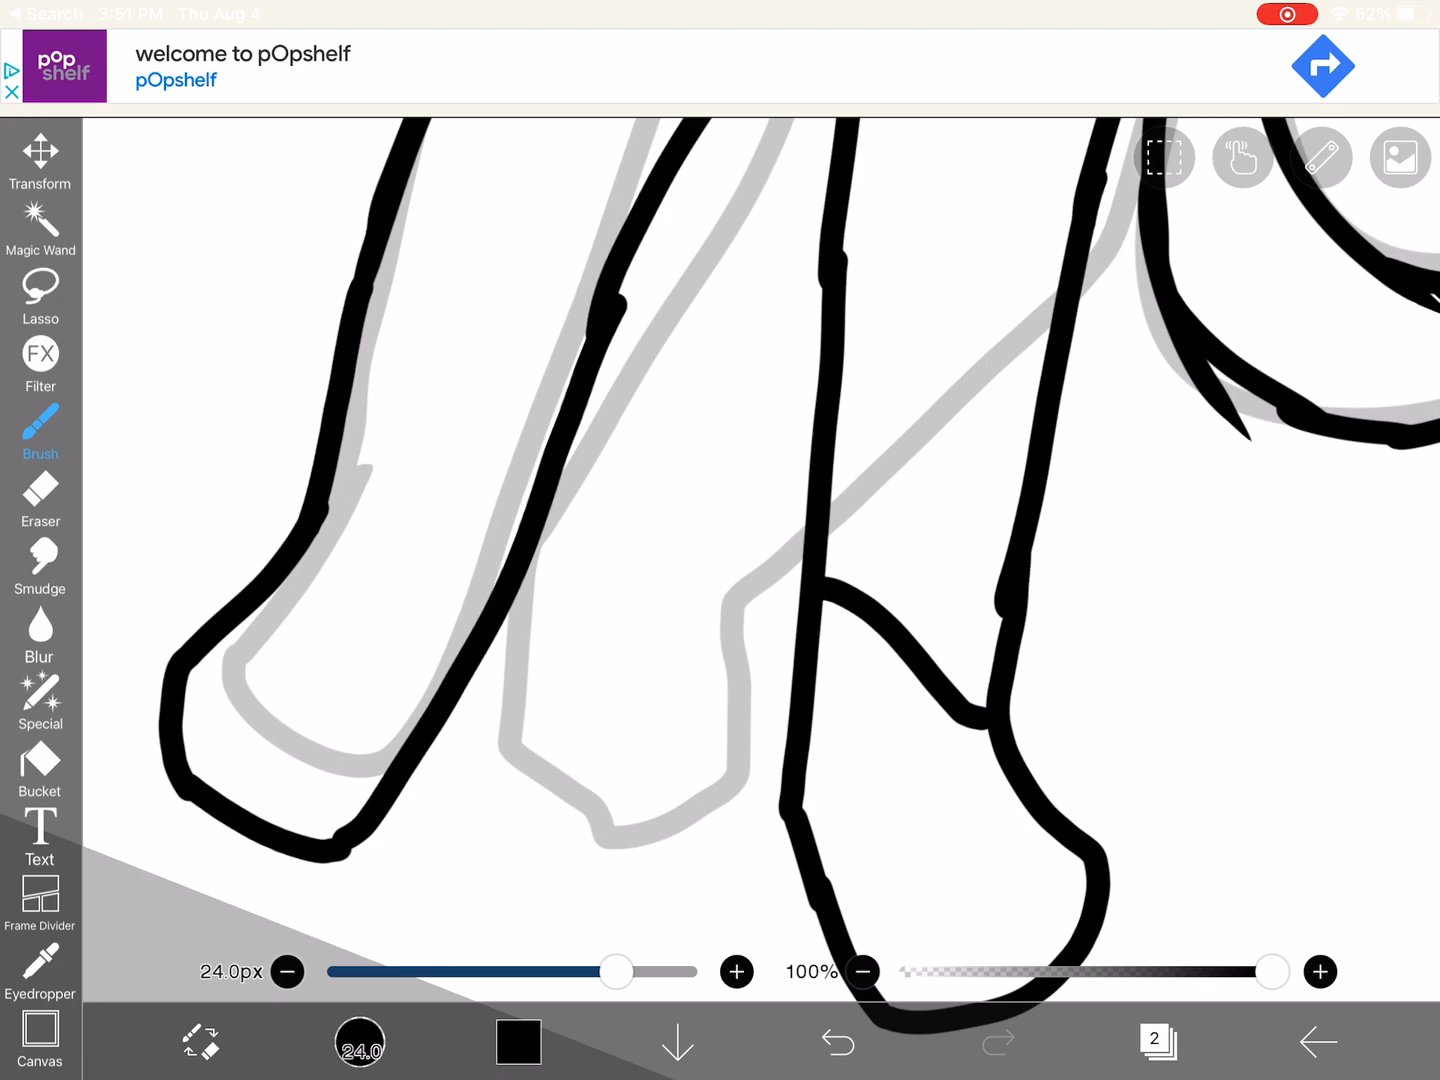 Search 3:51 PM Thu Aug 4 52%
pop shelf
welcome to pOpshelf
pOpshelf
Transform
Magic Wand
Lasso
FX
Filter
Brush
Eraser
Smudge
Blur
Special
Bucket
T
Text
Frame Divider
Eyedropper
Canvas
24.0px 100%
24.0 2